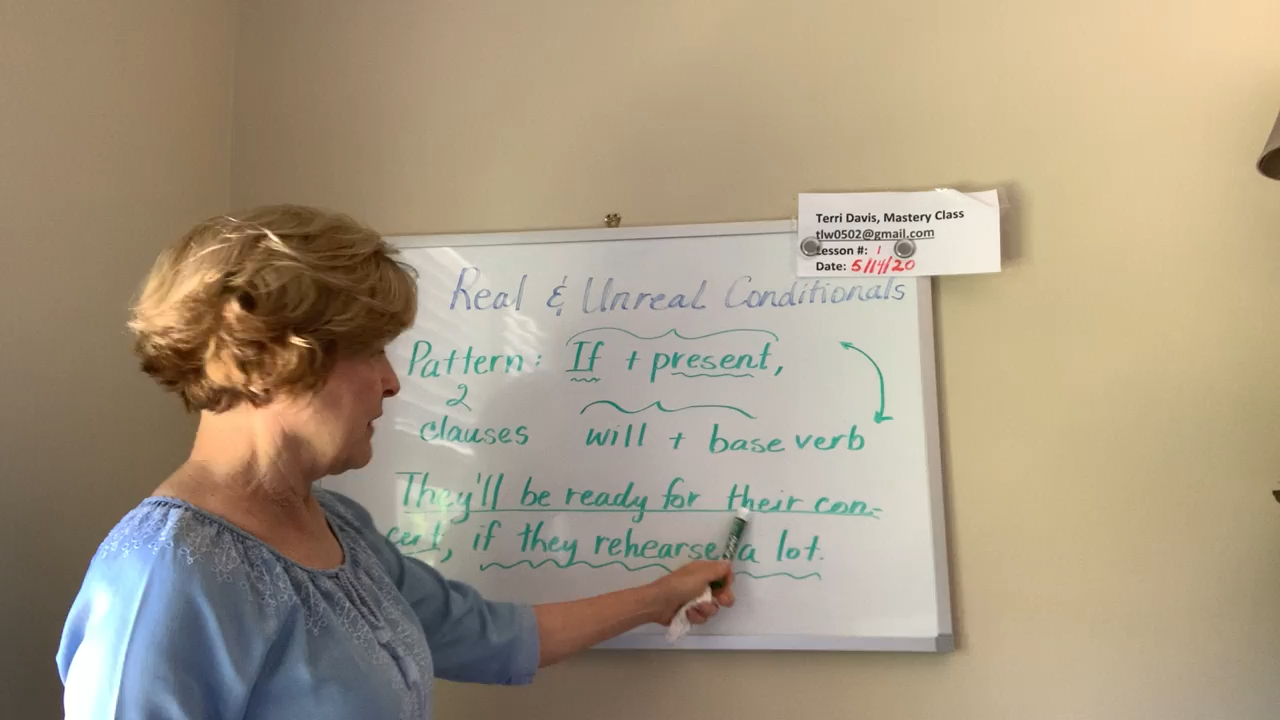 Terri Davis, Mastery Class
tlw0502@gmail.com
Lesson #: 1
Date: 5/14/20
Real & Unreal Conditionals
Pattern: If + present,
2
clauses will + base verb
They'll be ready for their con-
cert, if they rehearse a lot.